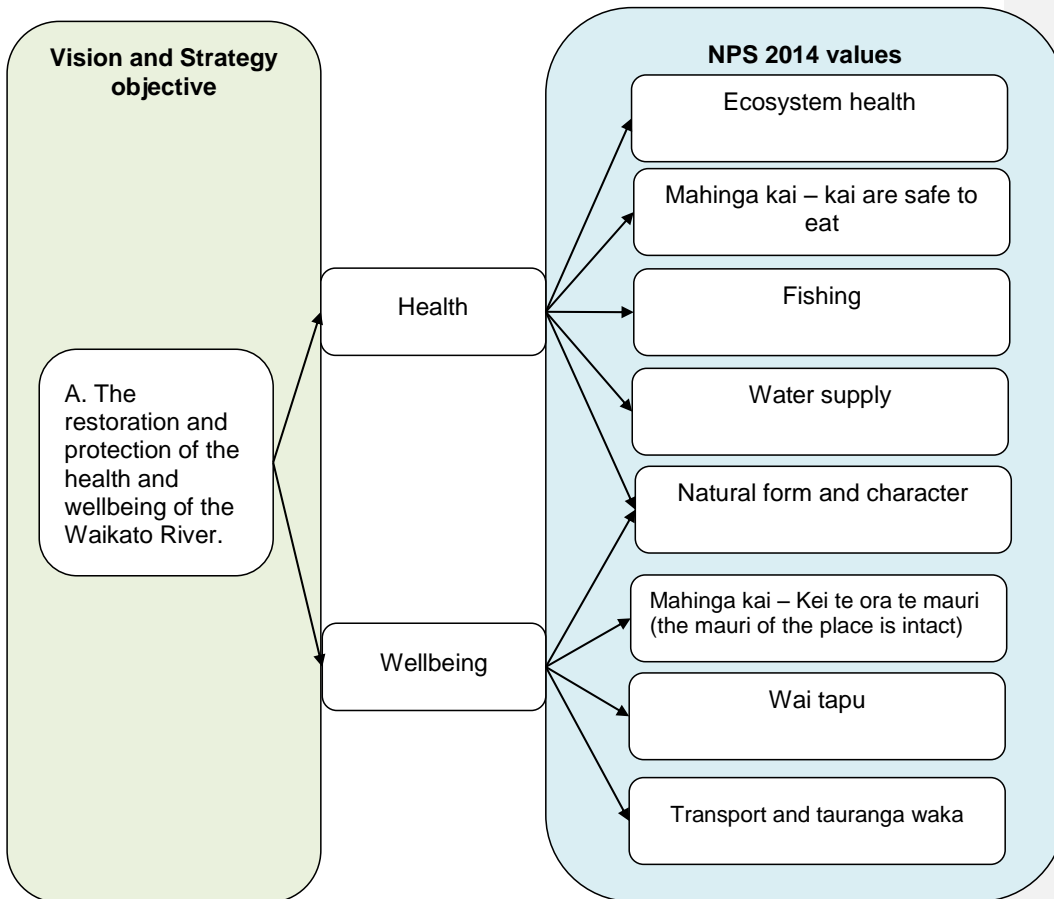 Vision and Strategy
objective
NPS 2014 values
Ecosystem health
Mahinga kai – kai are safe to
eat
Health
Fishing
A. The
restoration and
protection of the
health and
wellbeing of the
Waikato River.
Water supply
Natural form and character
Wellbeing
Mahinga kai – Kei te ora te mauri
(the mauri of the place is intact)
Wai tapu
Transport and tauranga waka